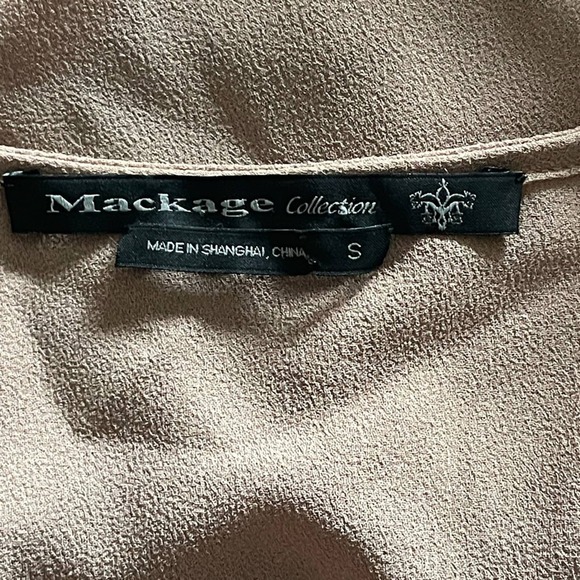 Mackage Collection
MADE IN SHANGHAI, CHINA S